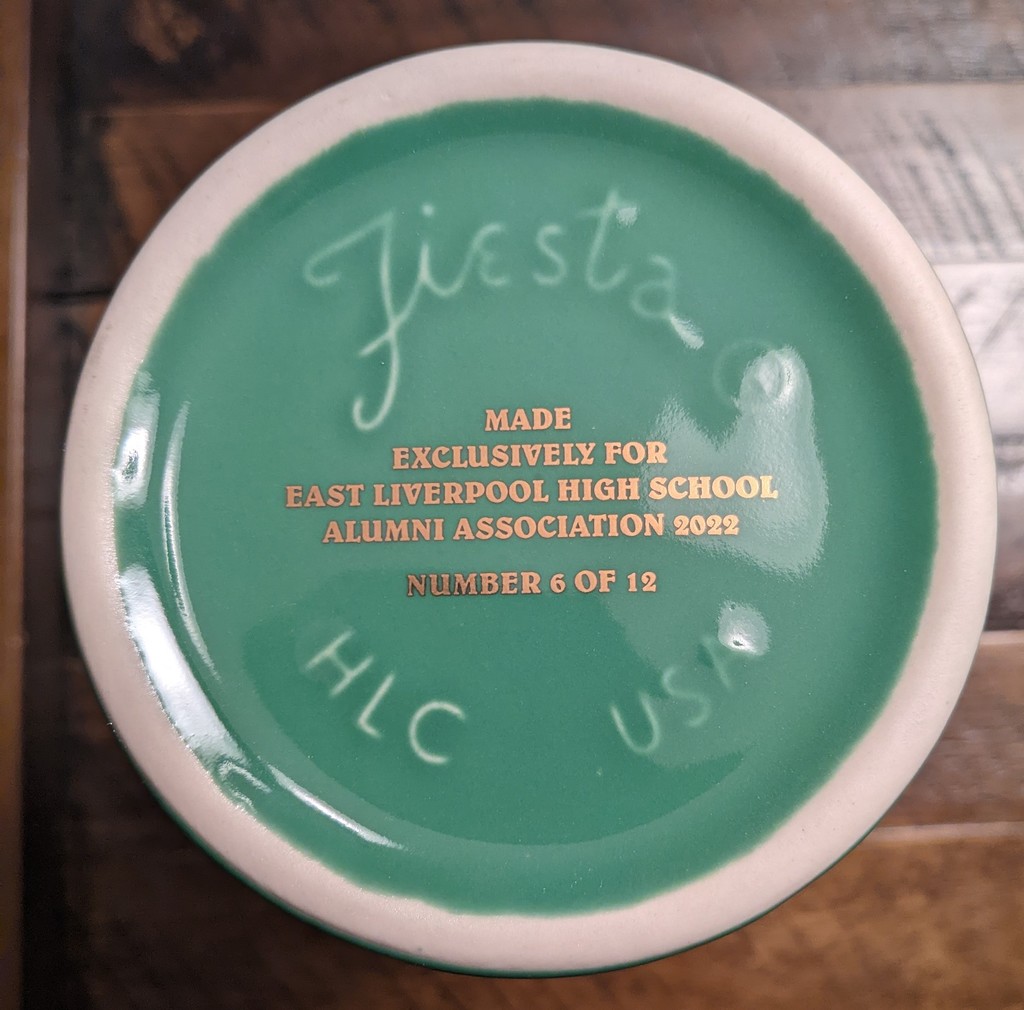 fiesta ®
MADE
EXCLUSIVELY FOR
EAST LIVERPOOL HIGH SCHOOL
ALUMNI ASSOCIATION 2022
NUMBER 6 OF 12
HLC USA